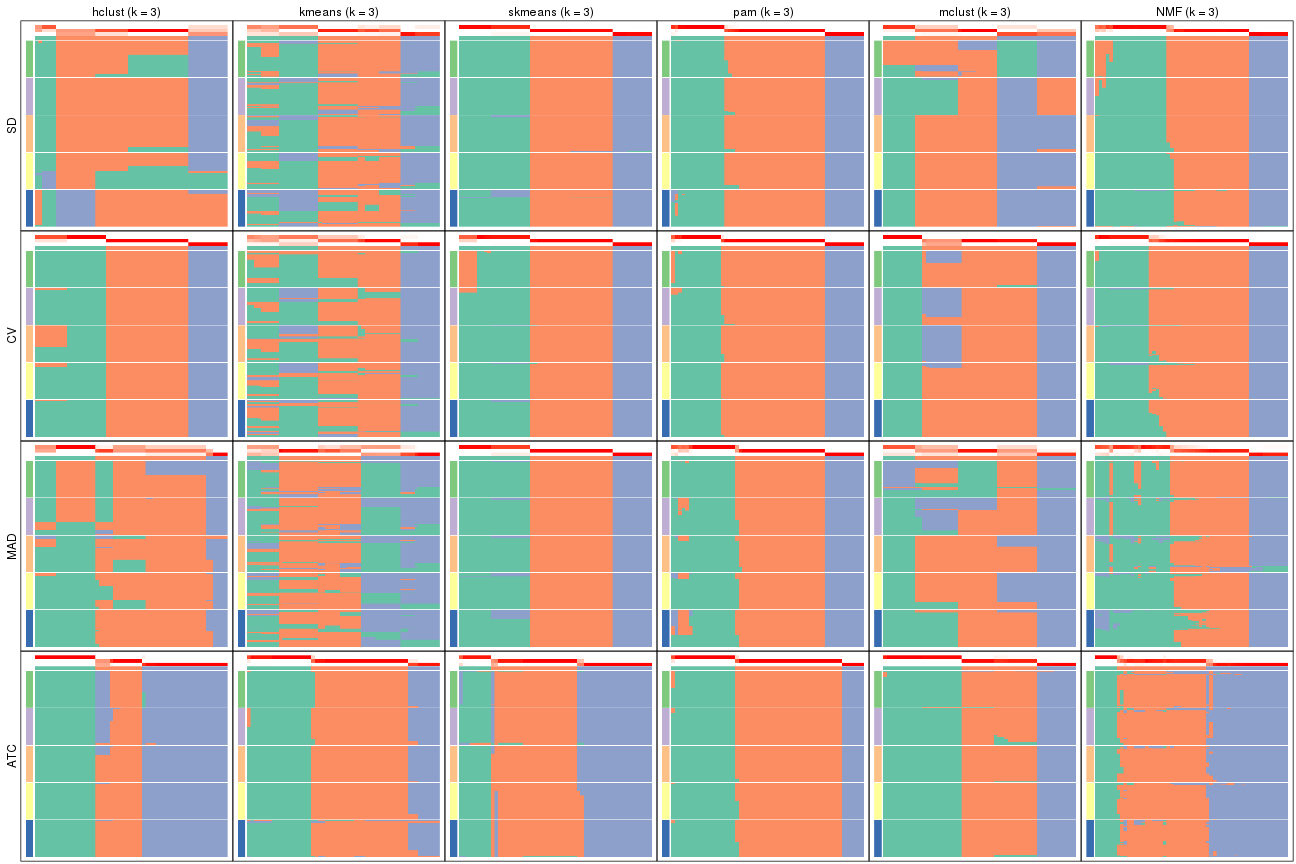 hclust (k = 3) kmeans (k = 3) skmeans (k = 3) pam (k = 3) mclust (k = 3) NMF (k = 3)
SD
CV
MAD
ATC